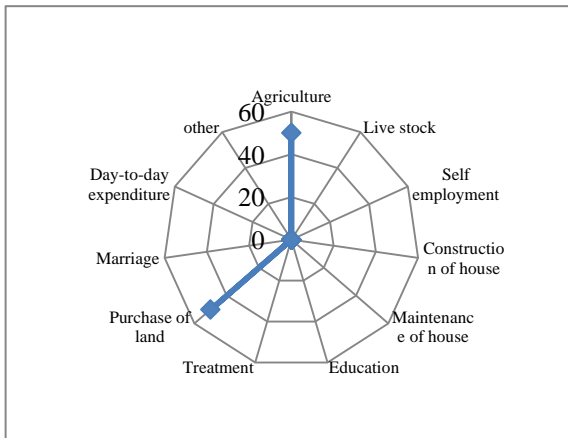 Agriculture
Live stock
Self
employment
Constructio
n of house
Maintenanc
e of house
Education
Treatment
Purchase of
land
Marriage
Day-to-day
expenditure
other
60
40
20
0